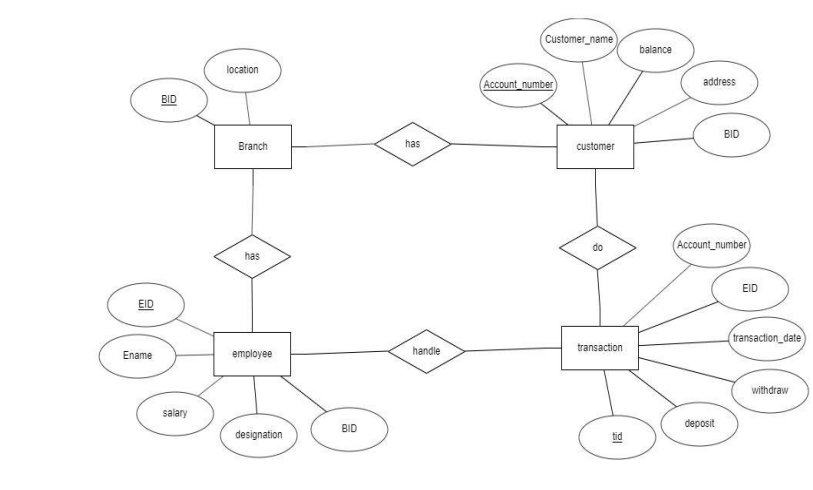 Customer_name
balance
location
address
Account_number
BID
BID
Branch
has
customer
Account_number
do
has
EID
EID
transaction_date
Ename
employee
handle
transaction
withdraw
salary
deposit
BID
designation
tid